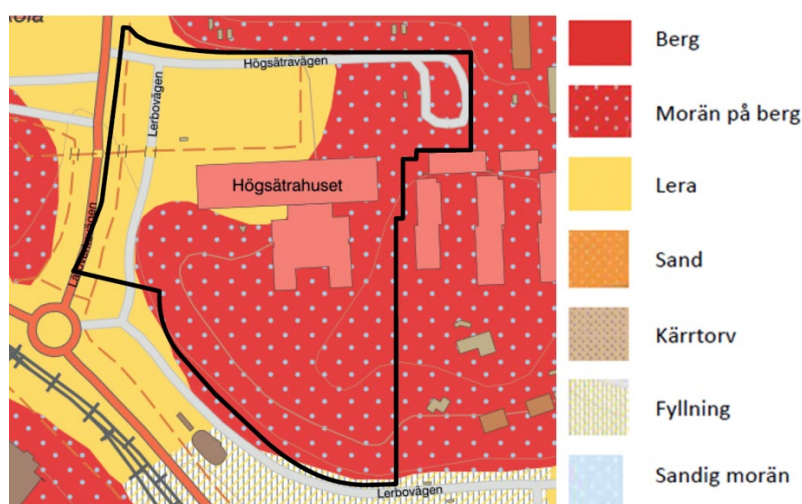 Högsätravägen
Lerbovägen
Högsätrahuset
Lerbovägen
Berg
Morän på berg
Lera
Sand
Kärrtorv
Fyllning
Sandig morän